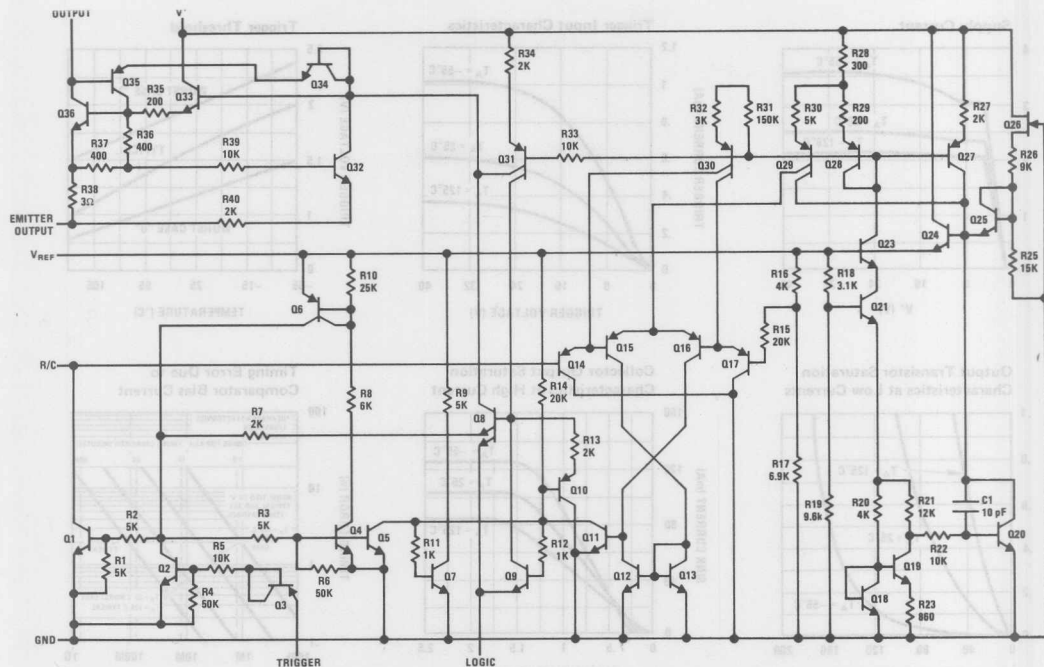 OUTPUT V+
R34
2K
R28
300
Q35
Q34
R35
200
Q33
Q36
R36
400
R37
400
R39
10K
R33
10K
R32
3K
R31
150K
R30
5K
R29
200
R27
2K
Q26
R26
9K
Q31
Q30
Q29
Q28
Q27
Q32
R38
3Ω
R40
2K
EMITTER
OUTPUT
Q25
Q24
Q23
R25
15K
VREF
R10
25K
Q6
R16
4K
R18
3.1K
Q21
R15
20K
R/C
Q14
Q15
Q16
Q17
R7
2K
R8
6K
R9
5K
Q8
R14
20K
R13
2K
Q10
R17
6.9K
R19
9.6k
R20
4K
R21
12K
C1
10 pF
Q1
R2
5K
R3
5K
Q4
Q5
R1
5K
Q2
R5
10K
R4
50K
Q3
R6
50K
R11
1K
Q7
Q9
R12
1K
Q11
Q12
Q13
R22
10K
Q20
Q19
Q18
R23
860
GND
TRIGGER LOGIC